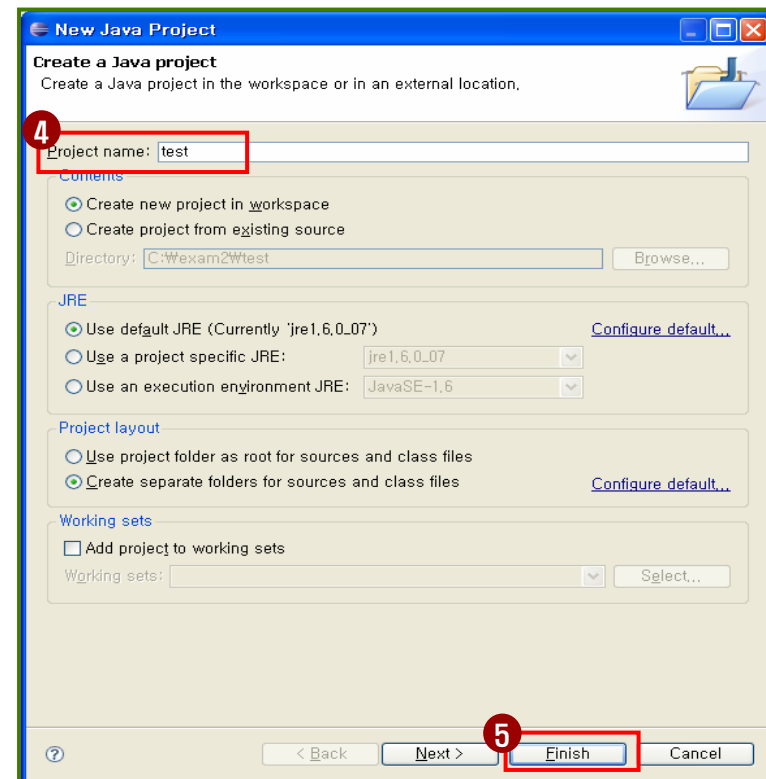 New Java Project
Create a Java project
Create a Java project in the workspace or in an external location.
4
Project name: test
Contents
Create new project in workspace
Create project from existing source
Directory: C:₩exam2₩test Browse...
JRE
Use default JRE (Currently 'jre1.6.0_07') Configure default...
Use a project specific JRE: jre1.6.0_07
Use an execution environment JRE: JavaSE-1.6
Project layout
Use project folder as root for sources and class files
Create separate folders for sources and class files Configure default...
Working sets
Add project to working sets
Working sets: Select...
5
? < Back Next > Finish Cancel